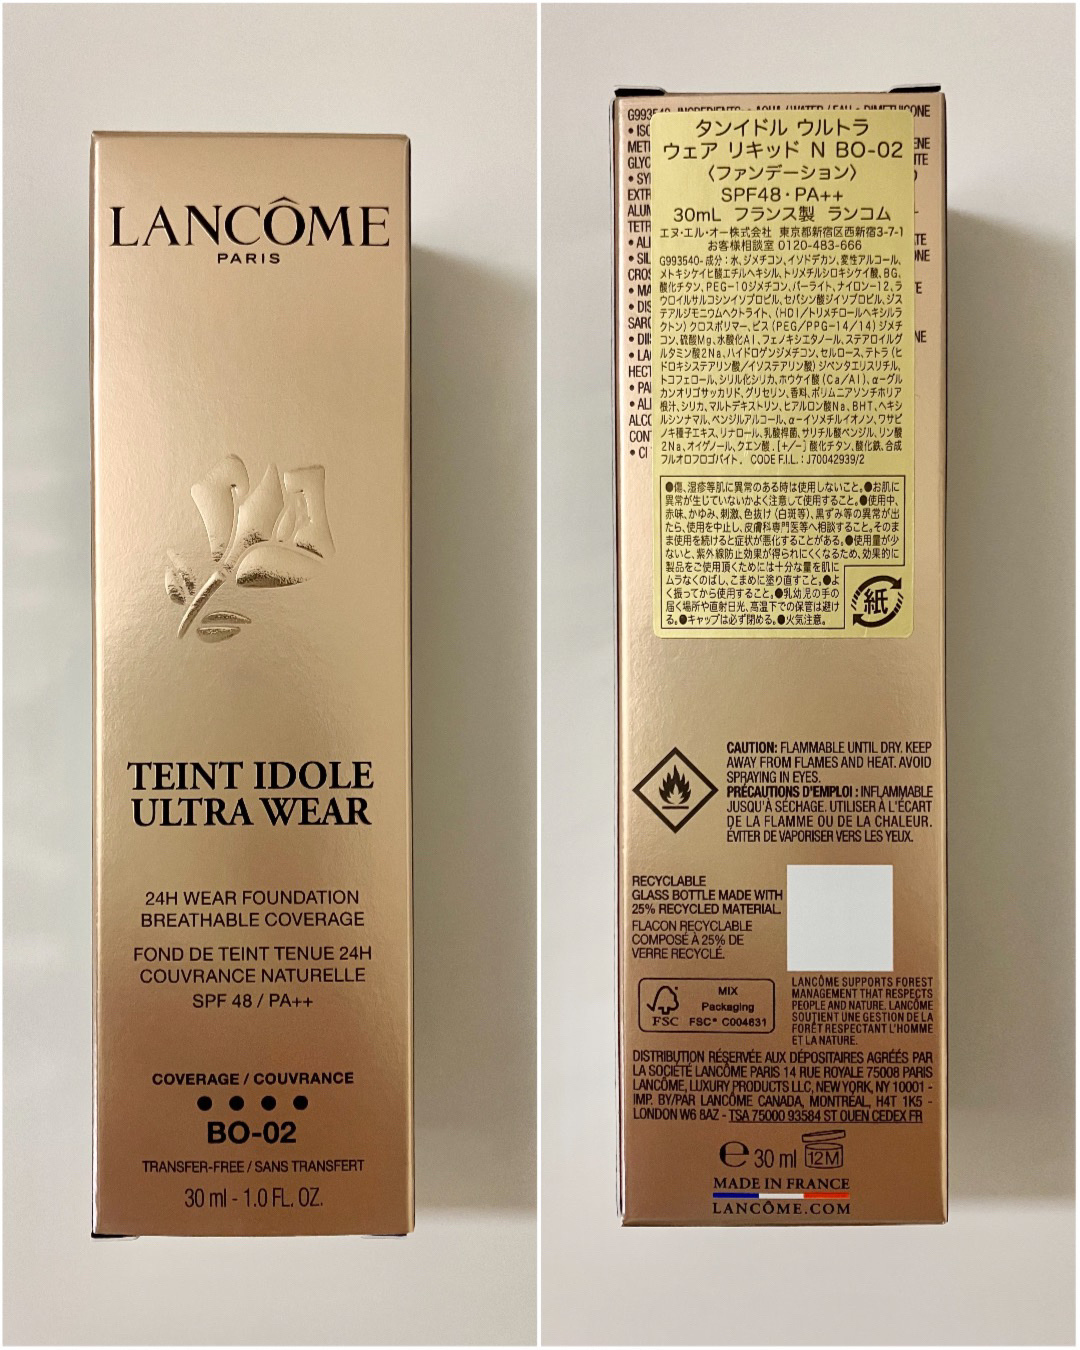 LANCÔME
PARIS
TEINT IDOLE
ULTRA WEAR
24H WEAR FOUNDATION
BREATHABLE COVERAGE
FOND DE TEINT TENUE 24H
COUVRANCE NATURELLE
SPF 48 / PA++
COVERAGE / COUVRANCE
BO-02
TRANSFER-FREE / SANS TRANSFERT
30 ml - 1.0 FL. OZ.
タンイドル ウルトラ
ウェア リキッド N BO-02
〈ファンデーション〉
SPF48・PA++
30mL フランス製 ランコム
エヌ・エル・オー株式会社 東京都新宿区西新宿3-7-1
お客様相談室 0120-483-666
G993540- 成分:水、ジメチコン、イソドデカン、変性アルコール、
メトキシケイヒ酸エチルヘキシル、トリメチルシロキシケイ酸、BG、
酸化チタン、PEG-10ジメチコン、パーライト、ナイロン-12、ラ
ウロイルサルコシンイソプロピル、セバシン酸ジイソプロピル、ジス
テアルジモニウムヘクトライト、(HDI/トリメチロールヘキシルラ
クトン)クロスポリマー、ビス(PEG/PPG-14/14)ジメチ
コン、硫酸Mg、水酸化Al、フェノキシエタノール、ステアロイルグ
ルタミン酸2Na、ハイドロゲンジメチコン、セルロース、テトラ(ヒ
ドロキシステアリン酸/イソステアリン酸)ジペンタエリスリチル、
トコフェロール、シリル化シリカ、ホウケイ酸(Ca/Al)、α-グル
カンオリゴサッカリド、グリセリン、香料、ポリムニアソンチホリア
根汁、シリカ、マルトデキストリン、ヒアルロン酸Na、BHT、ヘキシ
ルシンナマル、ベンジルアルコール、α-イソメチルイオノン、ワサビ
ノキ種子エキス、リナロール、乳酸桿菌、サリチル酸ベンジル、リン酸
2Na、オイゲノール、クエン酸、[+/-]酸化チタン、酸化鉄、合成
フルオロフロゴパイト. CODE F.I.L.: J70042939/2
●傷、湿疹等肌に異常のある時は使用しないこと。●お肌に
異常が生じていないかよく注意して使用すること。●使用中、
赤味、かゆみ、刺激、色抜け(白斑等)、黒ずみ等の異常が出
たら、使用を中止し、皮膚科専門医等へ相談すること。そのま
ま使用を続けると症状が悪化することがある。●使用量が少
ないと、紫外線防止効果が得られにくくなるため、効果的に
製品をご使用頂くためには十分な量を肌に
ムラなくのばし、こまめに塗り直すこと。●よ
く振ってから使用すること。●乳幼児の手の
届く場所や直射日光、高温下での保管は避け
る。●キャップは必ず閉める。●火気注意。
紙
CAUTION: FLAMMABLE UNTIL DRY. KEEP
AWAY FROM FLAMES AND HEAT. AVOID
SPRAYING IN EYES.
PRÉCAUTIONS D'EMPLOI : INFLAMMABLE
JUSQU'À SÉCHAGE. UTILISER À L'ÉCART
DE LA FLAMME OU DE LA CHALEUR.
ÉVITER DE VAPORISER VERS LES YEUX.
RECYCLABLE
GLASS BOTTLE MADE WITH
25% RECYCLED MATERIAL.
FLACON RECYCLABLE
COMPOSÉ À 25% DE
VERRE RECYCLÉ.
FSC
MIX
Packaging
FSC® C004631
LANCÔME SUPPORTS FOREST
MANAGEMENT THAT RESPECTS
PEOPLE AND NATURE. LANCÔME
SOUTIENT UNE GESTION DE LA
FORÊT RESPECTANT L'HOMME
ET LA NATURE.
DISTRIBUTION RÉSERVÉE AUX DÉPOSITAIRES AGRÉÉS PAR
LA SOCIÉTÉ LANCÔME PARIS 14 RUE ROYALE 75008 PARIS
LANCÔME, LUXURY PRODUCTS LLC, NEW YORK, NY 10001 -
IMP. BY/PAR LANCÔME CANADA, MONTRÉAL, H4T 1K5 -
LONDON W6 8AZ - TSA 75000 93584 ST OUEN CEDEX FR
e 30 ml 12M
MADE IN FRANCE
LANCÔME.COM